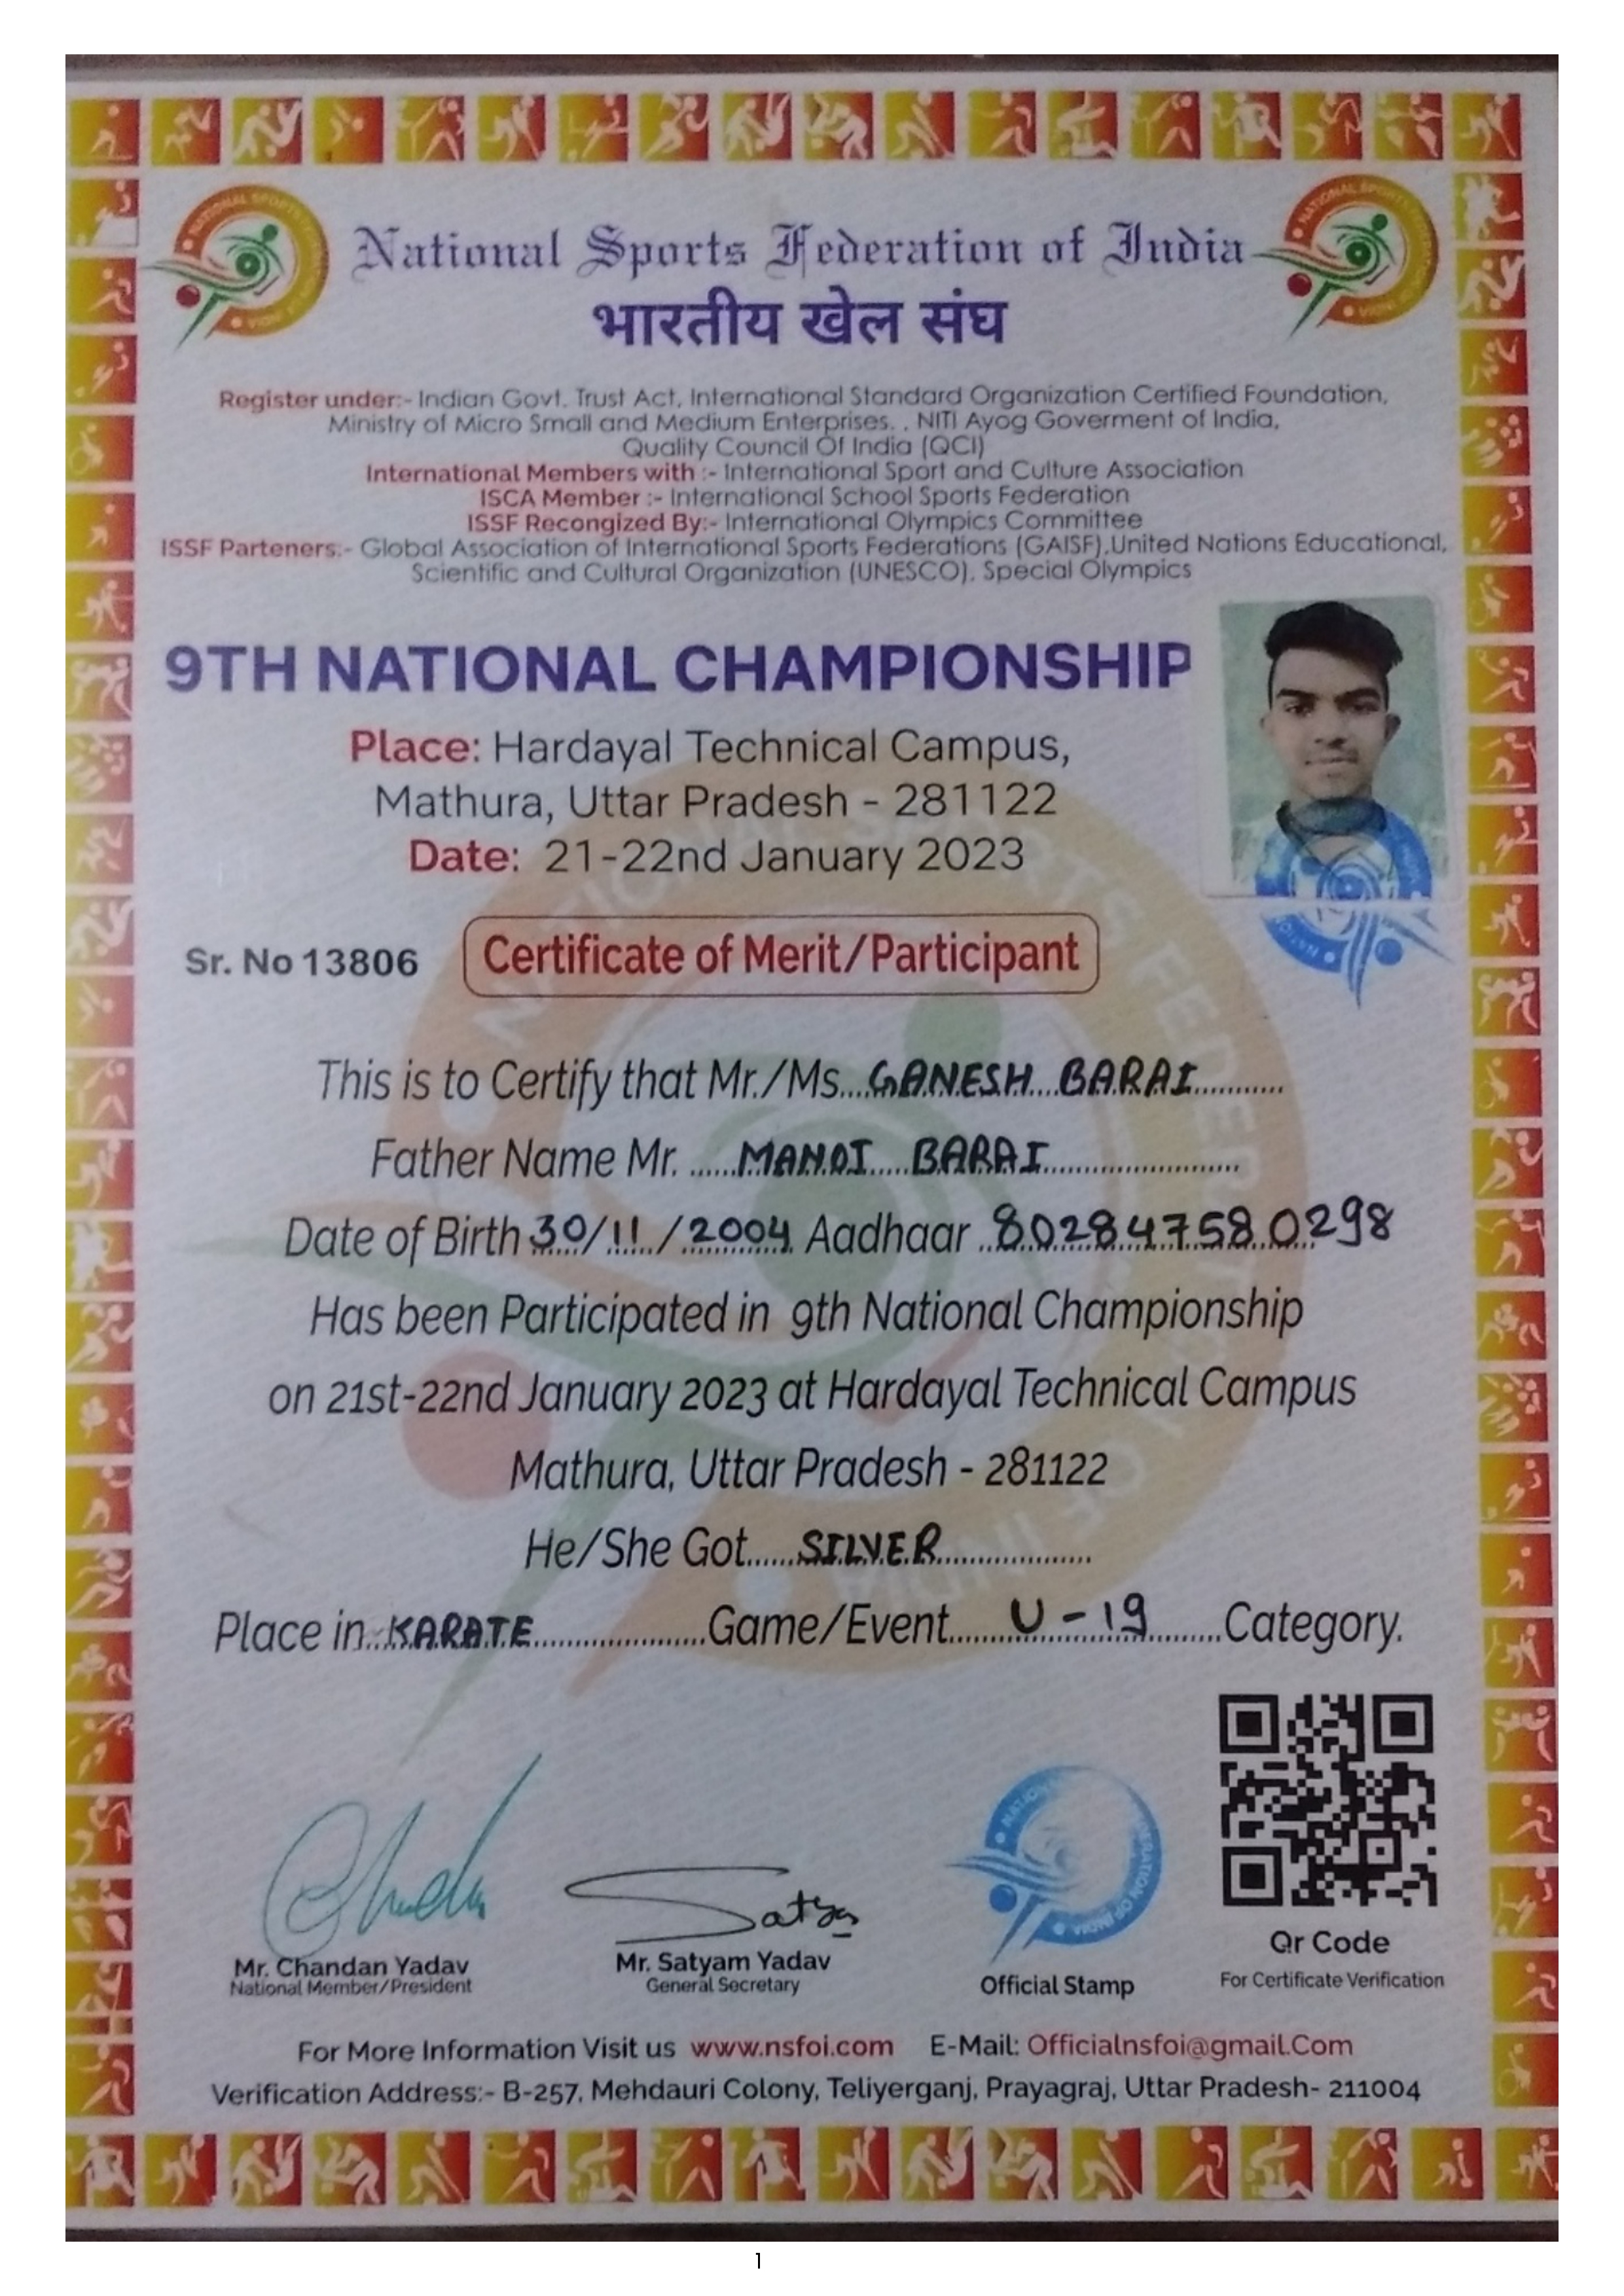 National Sports Federation of India
भारतीय खेल संघ
Register under:- Indian Govt. Trust Act, International Standard Organization Certified Foundation,
Ministry of Micro Small and Medium Enterprises. , NITI Ayog Goverment of India,
Quality Council Of India (QCI)
International Members with :- International Sport and Culture Association
ISCA Member :- International School Sports Federation
ISSF Recongized By:- International Olympics Committee
ISSF Parteners:- Global Association of International Sports Federations (GAISF),United Nations Educational,
Scientific and Cultural Organization (UNESCO), Special Olympics
9TH NATIONAL CHAMPIONSHIP
Place: Hardayal Technical Campus,
Mathura, Uttar Pradesh - 281122
Date: 21-22nd January 2023
Sr. No 13806 Certificate of Merit/Participant
This is to Certify that Mr./Ms....GANESH BARAI
Father Name Mr. ......MANOJ BARAI
Date of Birth 30/11/2004 Aadhaar 802847580298
Has been Participated in 9th National Championship
on 21st-22nd January 2023 at Hardayal Technical Campus
Mathura, Uttar Pradesh - 281122
He/She Got......SILVER
Place in KARATE Game/Event U-19 Category.
Mr. Chandan Yadav
National Member/President
Mr. Satyam Yadav
General Secretary
Official Stamp
Qr Code
For Certificate Verification
For More Information Visit us www.nsfoi.com E-Mail: Officialnsfoi@gmail.Com
Verification Address:- B-257, Mehdauri Colony, Teliyerganj, Prayagraj, Uttar Pradesh- 211004
1